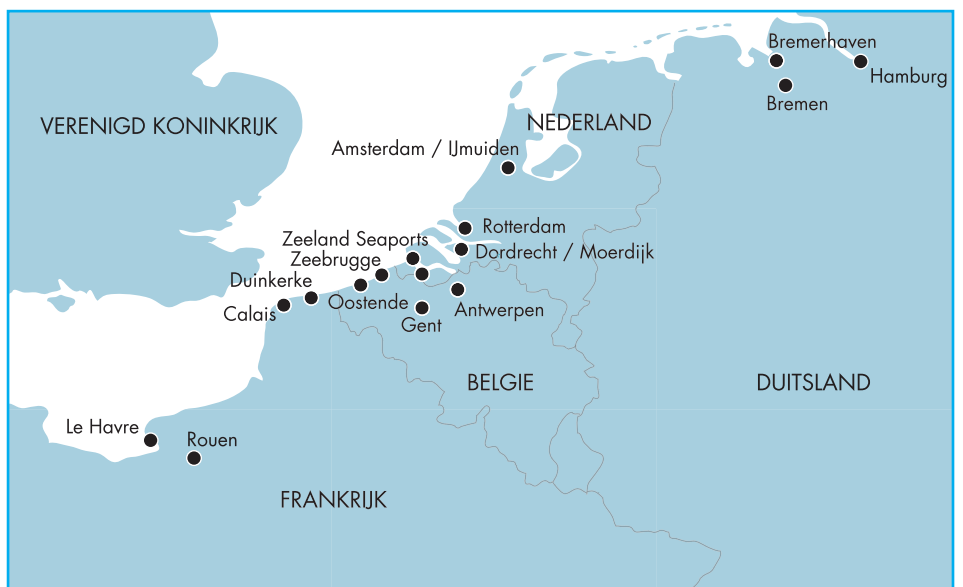 Bremerhaven
Hamburg
Bremen
VERENIGD KONINKRIJK
NEDERLAND
Amsterdam / IJmuiden
Rotterdam
Zeeland Seaports
Dordrecht / Moerdijk
Zeebrugge
Duinkerke
Oostende
Calais
Antwerpen
Gent
BELGIE
DUITSLAND
Le Havre
Rouen
FRANKRIJK